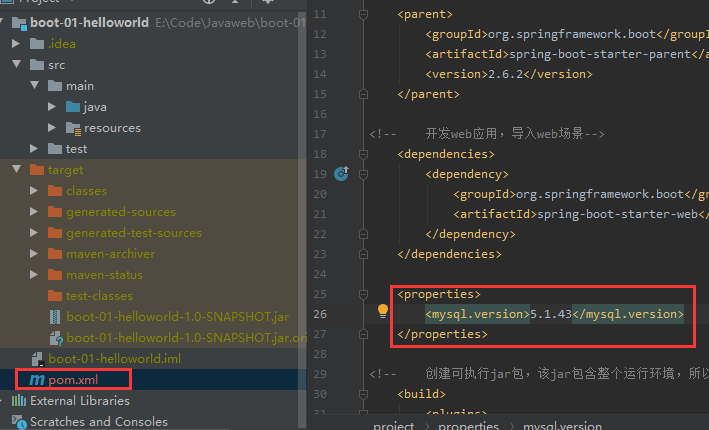 boot-01-helloworld E:\Code\Javaweb\boot-01
.idea
src
main
java
resources
test
target
classes
generated-sources
generated-test-sources
maven-archiver
maven-status
test-classes
boot-01-helloworld-1.0-SNAPSHOT.jar
boot-01-helloworld-1.0-SNAPSHOT.jar.ori
boot-01-helloworld.iml
pom.xml
External Libraries
Scratches and Consoles
11 <parent>
12 <groupId>org.springframework.boot</groupI
13 <artifactId>spring-boot-starter-parent</a
14 <version>2.6.2</version>
15 </parent>
16
17 <!-- 开发web应用，导入web场景-->
18 <dependencies>
19 <dependency>
20 <groupId>org.springframework.boot</g
21 <artifactId>spring-boot-starter-web</
22 </dependency>
23 </dependencies>
24
25 <properties>
26 <mysql.version>5.1.43</mysql.version>
27 </properties>
28
29 <!-- 创建可执行jar包，该jar包含整个运行环境，所以
30 <build>
31 <plugins>
project > properties > mysql.version